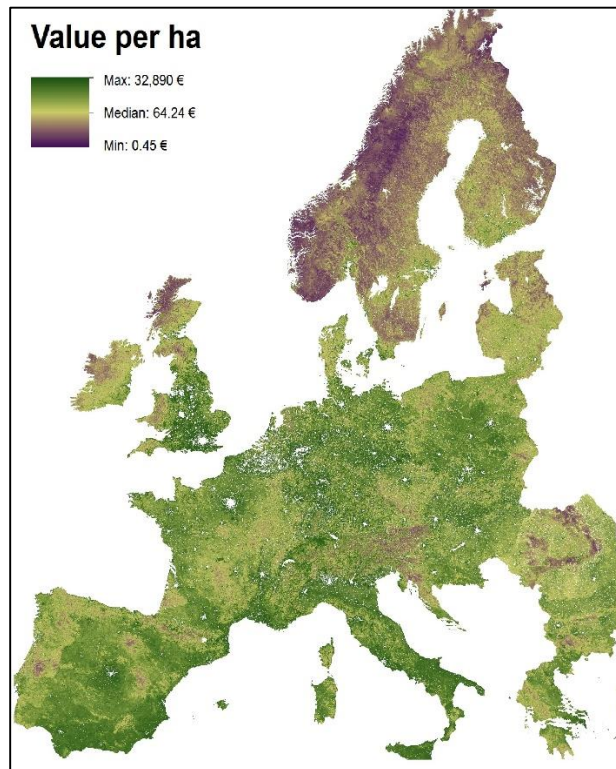 Value per ha
Max: 32,890 €
Median: 64.24 €
Min: 0.45 €